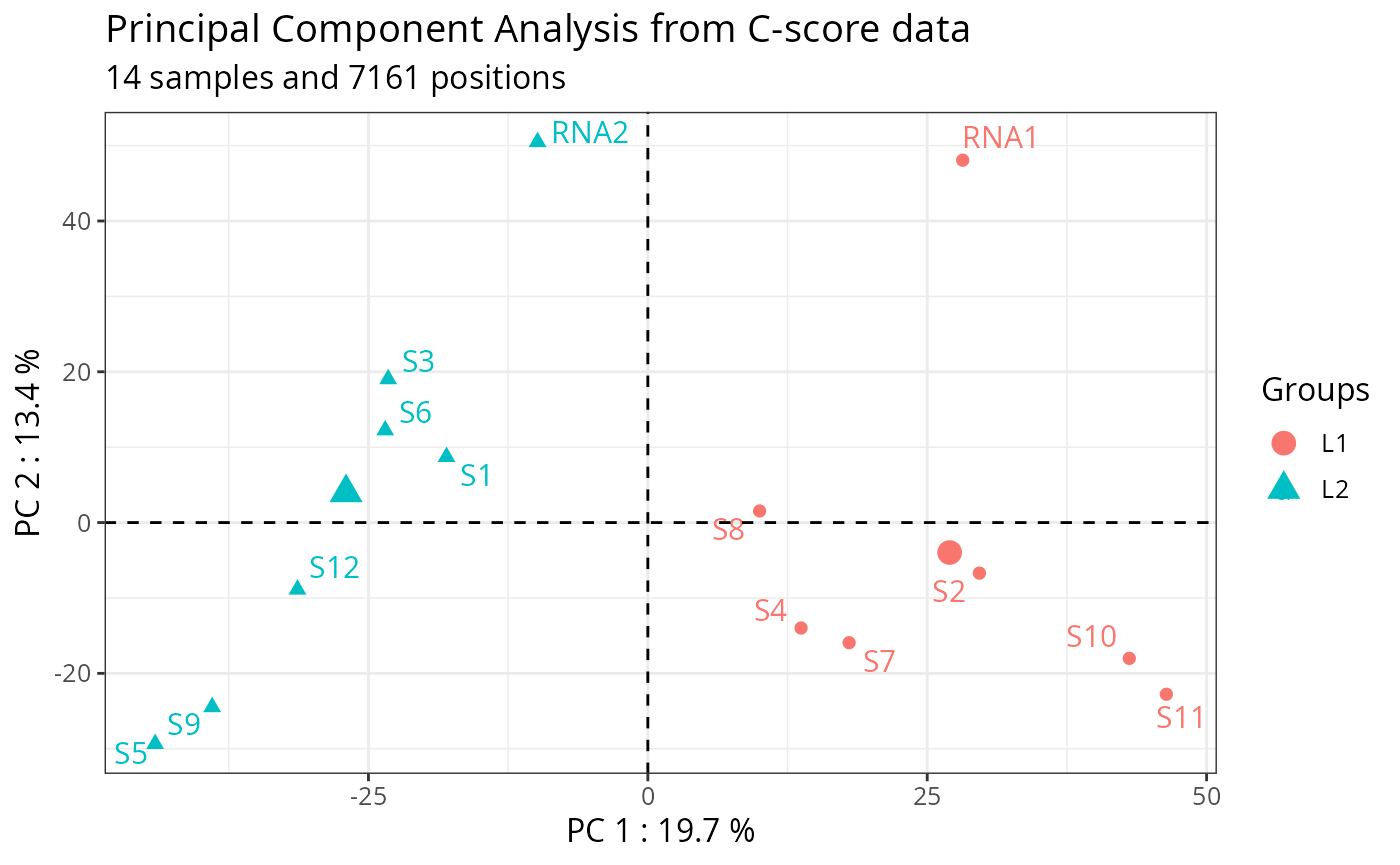 Principal Component Analysis from C-score data
14 samples and 7161 positions
RNA2
RNA1
40
S3
20
S6
S1
Groups
L1
L2
PC 2 : 13.4 %
0
S8
S12
S2
S4
S10
S7
-20
S11
S9
S5
-25
0
25
50
PC 1 : 19.7 %